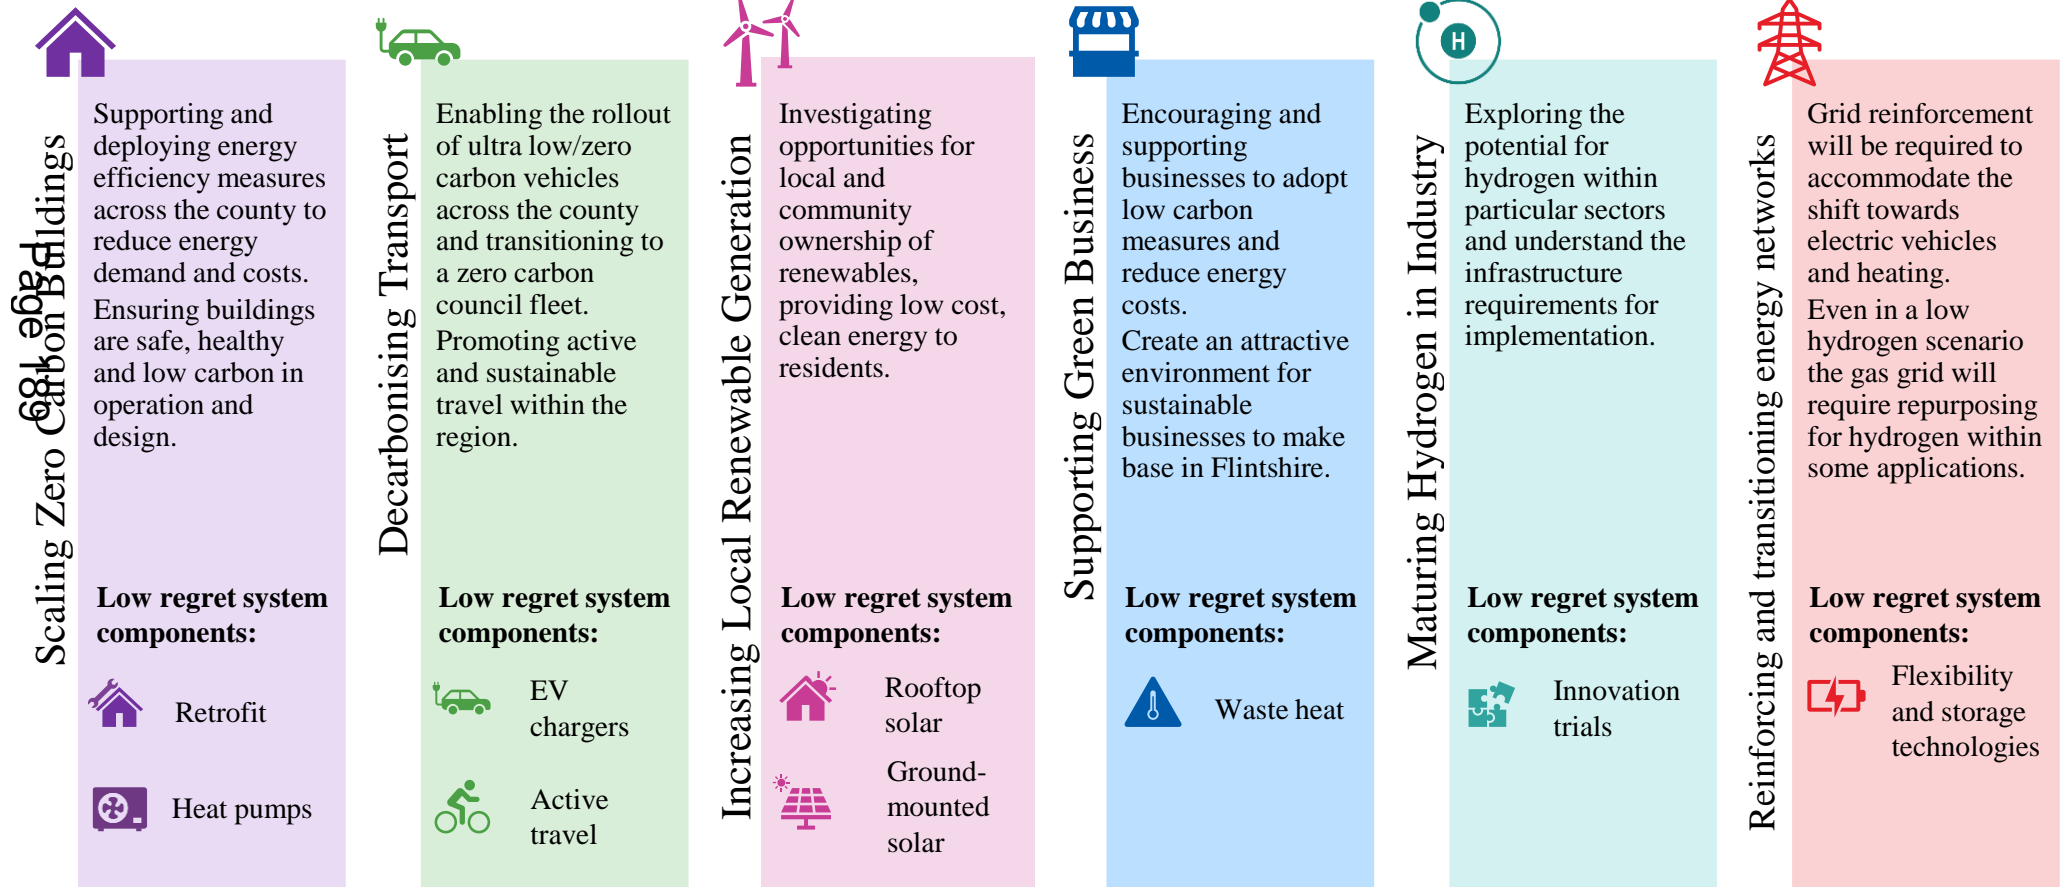 Page 189
Scaling Zero Carbon Buildings
Supporting and
deploying energy
efficiency measures
across the county to
reduce energy
demand and costs.
Ensuring buildings
are safe, healthy
and low carbon in
operation and
design.
Low regret system
components:
Retrofit
Heat pumps
Decarbonising Transport
Enabling the rollout
of ultra low/zero
carbon vehicles
across the county
and transitioning to
a zero carbon
council fleet.
Promoting active
and sustainable
travel within the
region.
Low regret system
components:
EV
chargers
Active
travel
Increasing Local Renewable Generation
Investigating
opportunities for
local and
community
ownership of
renewables,
providing low cost,
clean energy to
residents.
Low regret system
components:
Rooftop
solar
Ground-
mounted
solar
Supporting Green Business
Encouraging and
supporting
businesses to adopt
low carbon
measures and
reduce energy
costs.
Create an attractive
environment for
sustainable
businesses to make
base in Flintshire.
Low regret system
components:
Waste heat
H
Maturing Hydrogen in Industry
Exploring the
potential for
hydrogen within
particular sectors
and understand the
infrastructure
requirements for
implementation.
Low regret system
components:
Innovation
trials
Reinforcing and transitioning energy networks
Grid reinforcement
will be required to
accommodate the
shift towards
electric vehicles
and heating.
Even in a low
hydrogen scenario
the gas grid will
require repurposing
for hydrogen within
some applications.
Low regret system
components:
Flexibility
and storage
technologies